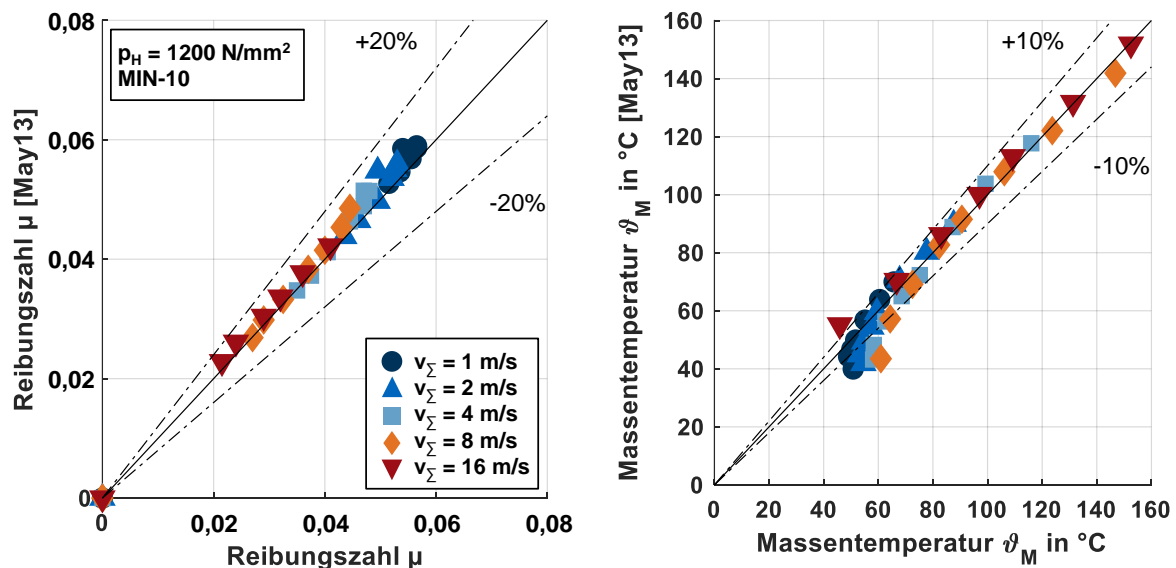 0,08
0,06
0,04
0,02
0
Reibungszahl μ [May13]
p_H = 1200 N/mm²
MIN-10
+20%
-20%
v_Σ = 1 m/s
v_Σ = 2 m/s
v_Σ = 4 m/s
v_Σ = 8 m/s
v_Σ = 16 m/s
0 0,02 0,04 0,06 0,08
Reibungszahl μ
160
140
120
100
80
60
40
20
0
Massentemperatur ϑ_M in °C [May13]
+10%
-10%
0 20 40 60 80 100 120 140 160
Massentemperatur ϑ_M in °C